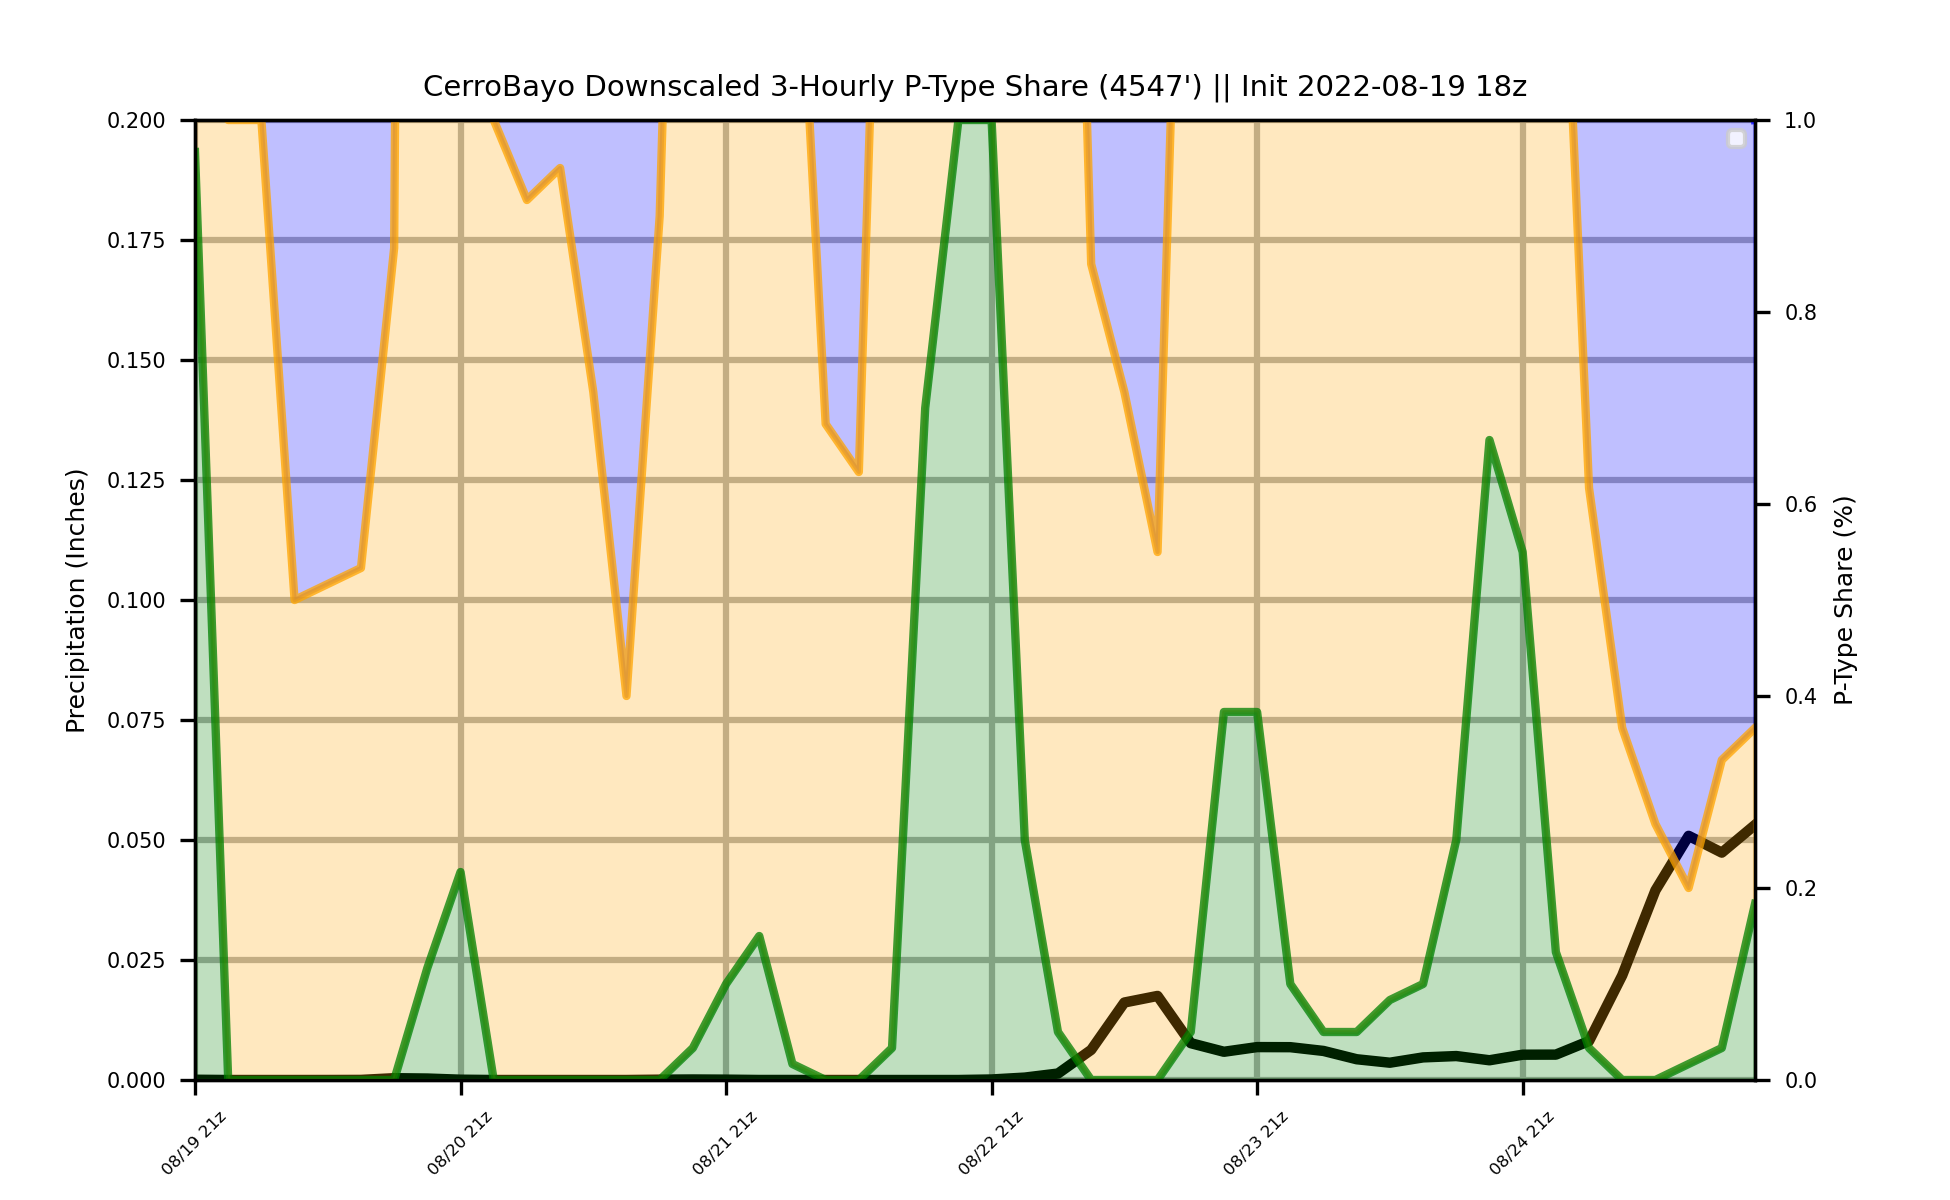 CerroBayo Downscaled 3-Hourly P-Type Share (4547') || Init 2022-08-19 18z
0.200
0.175
0.150
0.125
0.100
0.075
0.050
0.025
0.000
Precipitation (Inches)
1.0
0.8
0.6
0.4
0.2
0.0
P-Type Share (%)
08/19 21z
08/20 21z
08/21 21z
08/22 21z
08/23 21z
08/24 21z